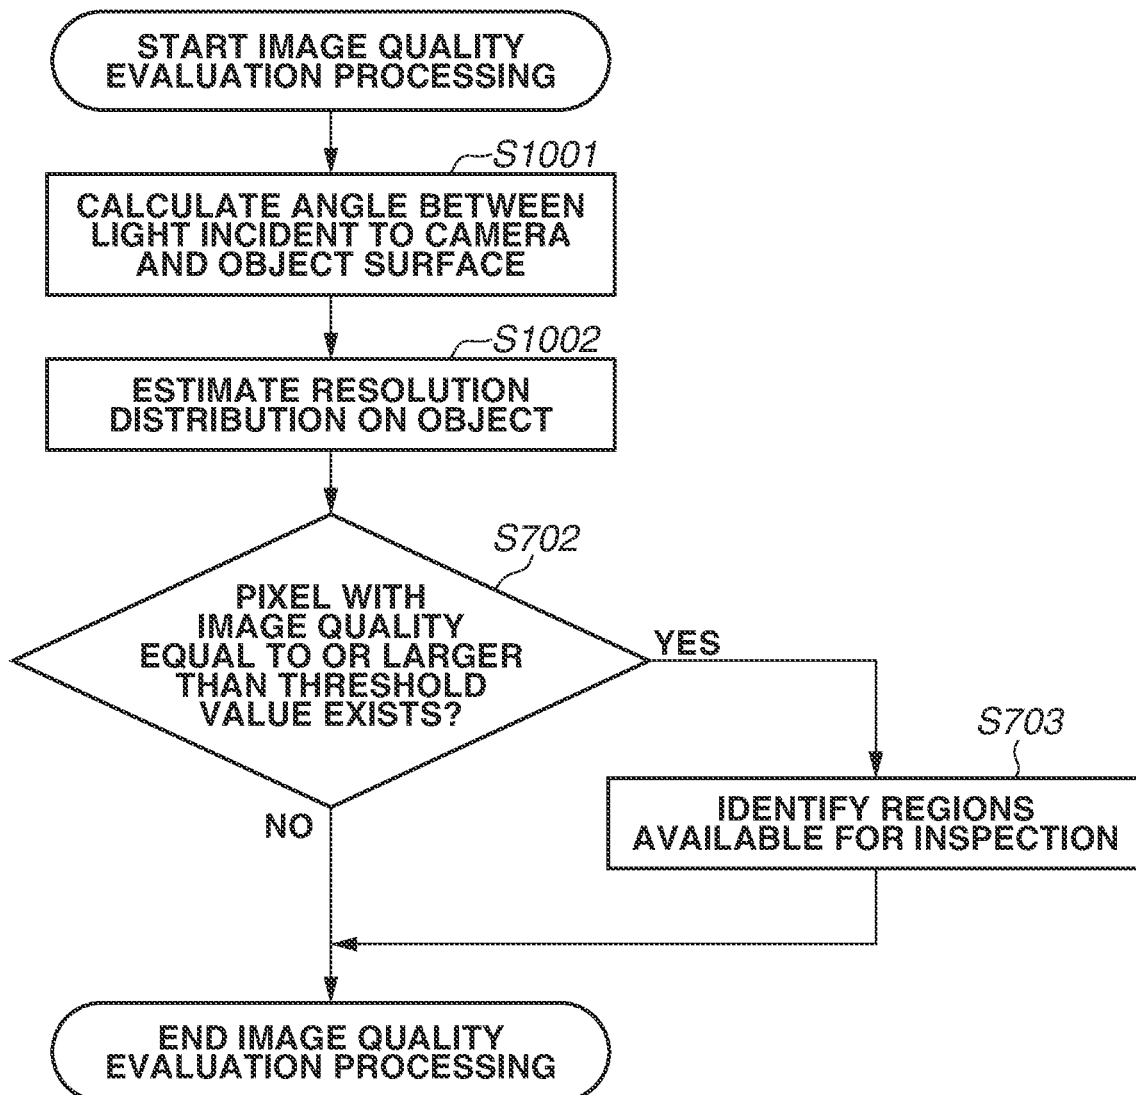 START IMAGE QUALITY
EVALUATION PROCESSING
S1001
CALCULATE ANGLE BETWEEN
LIGHT INCIDENT TO CAMERA
AND OBJECT SURFACE
S1002
ESTIMATE RESOLUTION
DISTRIBUTION ON OBJECT
S702
PIXEL WITH
IMAGE QUALITY
EQUAL TO OR LARGER
THAN THRESHOLD
VALUE EXISTS?
YES
S703
IDENTIFY REGIONS
AVAILABLE FOR INSPECTION
NO
END IMAGE QUALITY
EVALUATION PROCESSING